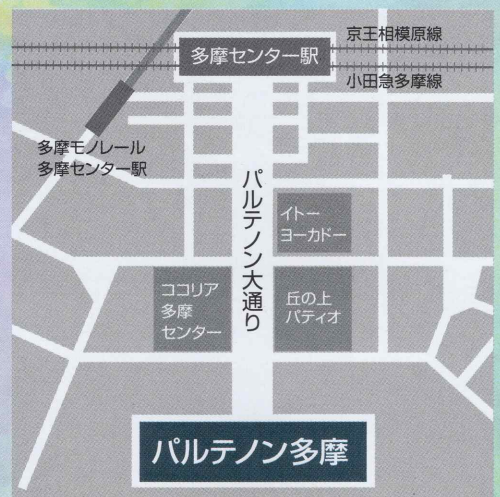 京王相模原線
多摩センター駅
小田急多摩線
多摩モノレール
多摩センター駅
パルテノン大通り
イトー
ヨーカドー
ココリア
多摩
センター
丘の上
パティオ
パルテノン多摩